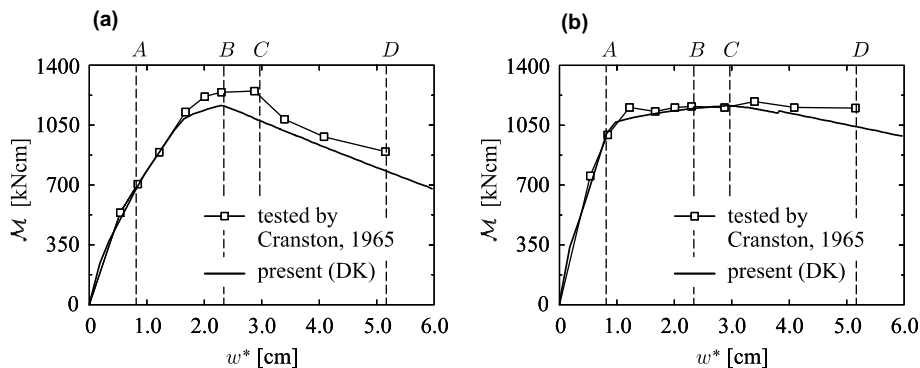 (a)
A B C D
1400
1050
700
350
0
ℳ [kNcm]
tested by
Cranston, 1965
present (DK)
0 1.0 2.0 3.0 4.0 5.0 6.0
w* [cm]
(b)
A B C D
1400
1050
700
350
0
ℳ [kNcm]
tested by
Cranston, 1965
present (DK)
0 1.0 2.0 3.0 4.0 5.0 6.0
w* [cm]